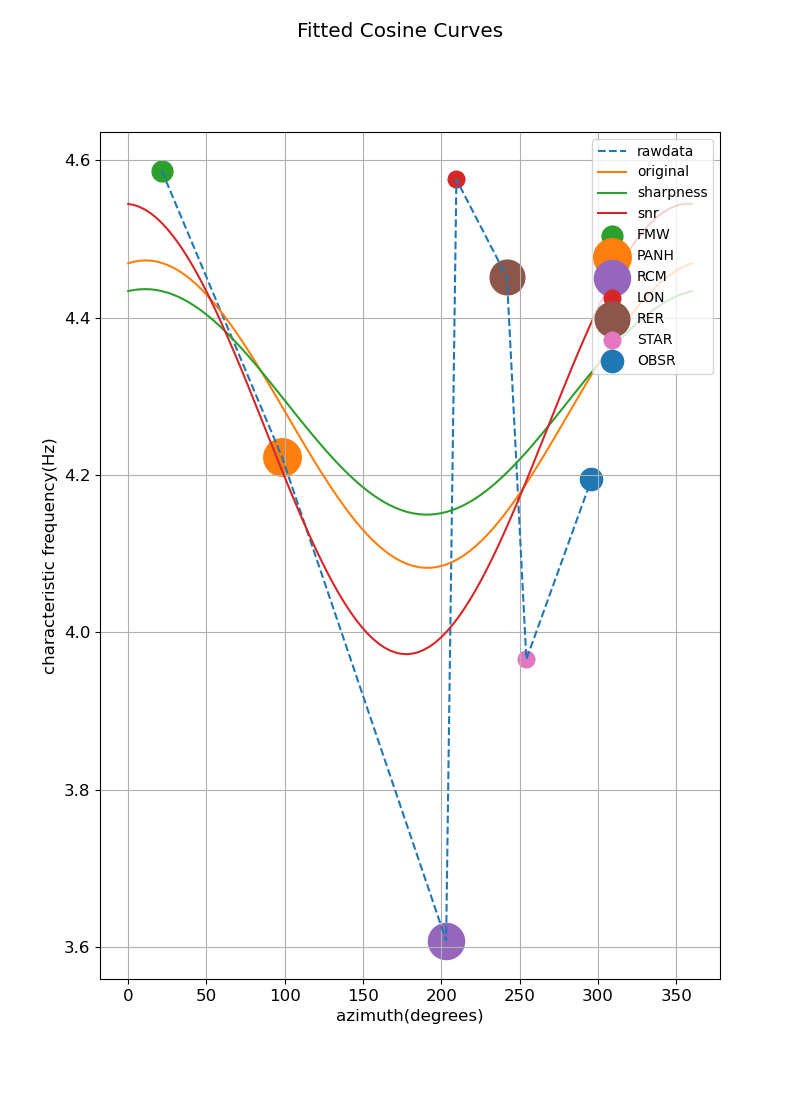 Fitted Cosine Curves
4.6
4.4
4.2
4.0
3.8
3.6
characteristic frequency(Hz)
rawdata
original
sharpness
snr
FMW
PANH
RCM
LON
RER
STAR
OBSR
0 50 100 150 200 250 300 350
azimuth(degrees)